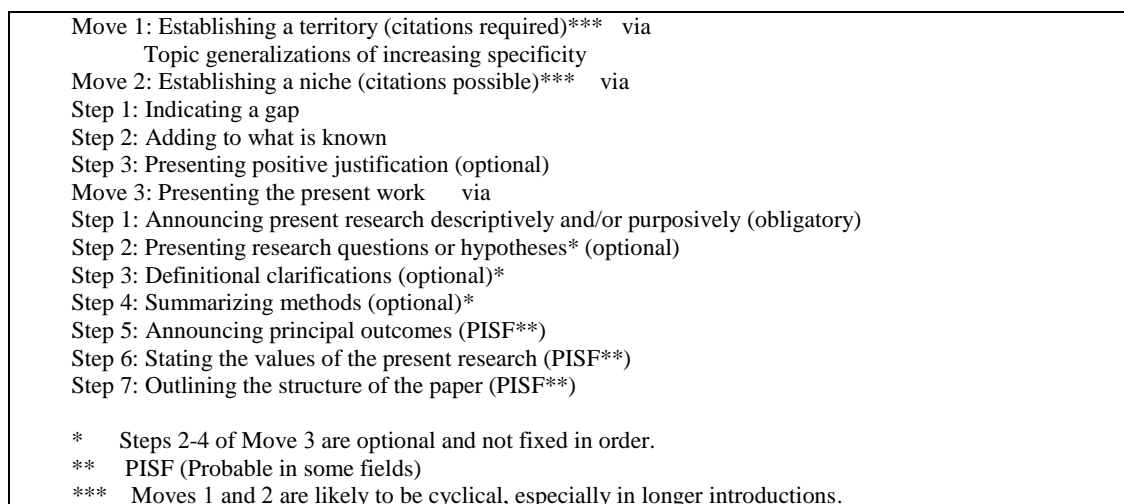 Move 1: Establishing a territory (citations required)*** via
Topic generalizations of increasing specificity
Move 2: Establishing a niche (citations possible)*** via
Step 1: Indicating a gap
Step 2: Adding to what is known
Step 3: Presenting positive justification (optional)
Move 3: Presenting the present work via
Step 1: Announcing present research descriptively and/or purposively (obligatory)
Step 2: Presenting research questions or hypotheses* (optional)
Step 3: Definitional clarifications (optional)*
Step 4: Summarizing methods (optional)*
Step 5: Announcing principal outcomes (PISF**)
Step 6: Stating the values of the present research (PISF**)
Step 7: Outlining the structure of the paper (PISF**)
* Steps 2-4 of Move 3 are optional and not fixed in order.
** PISF (Probable in some fields)
*** Moves 1 and 2 are likely to be cyclical, especially in longer introductions.